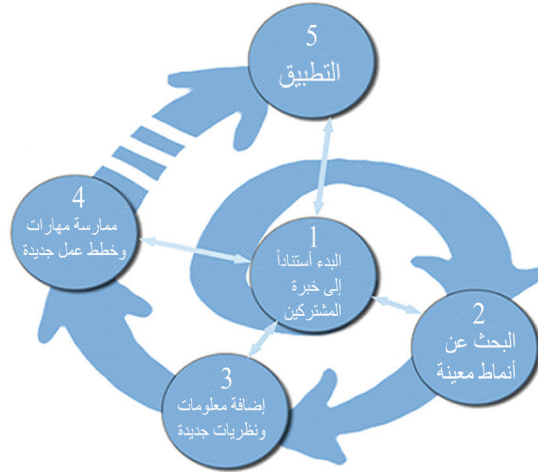 1
البدء أستناداً
إلى خبرة
المشتركين
2
البحث عن
أنماط معينة
3
إضافة معلومات
ونظريات جديدة
4
ممارسة مهارات
وخطط عمل جديدة
5
التطبيق